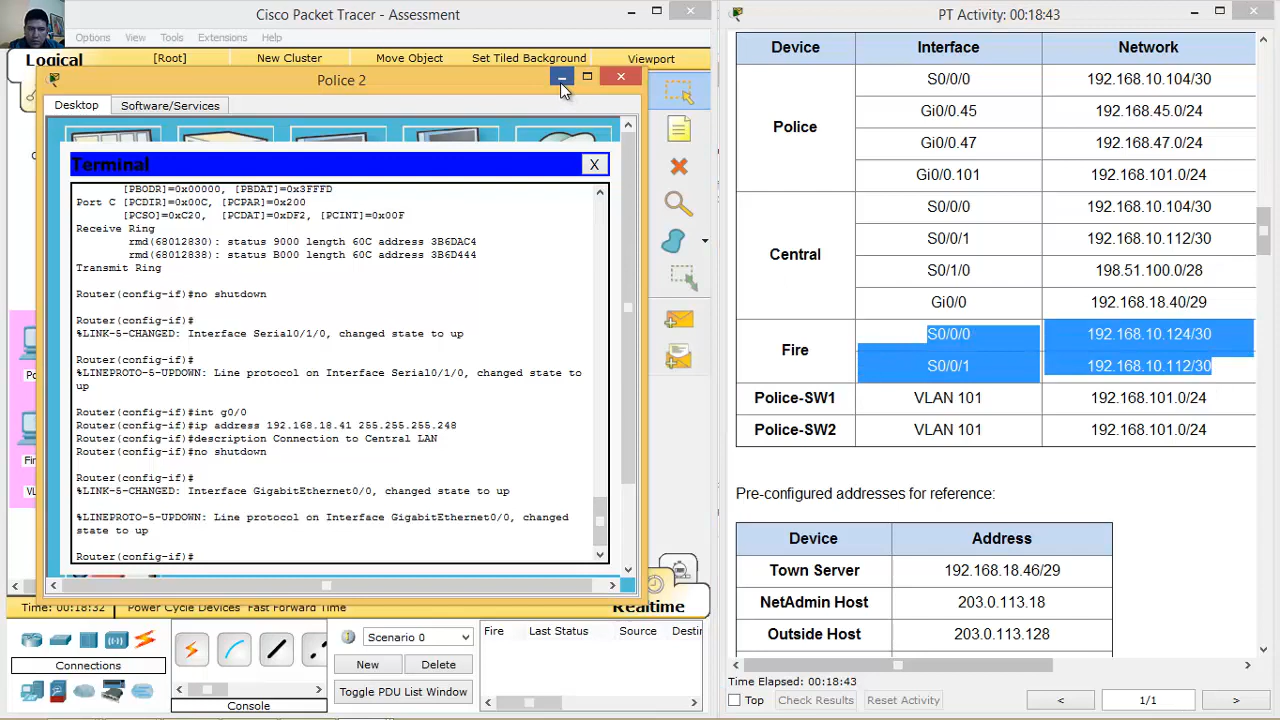 Cisco Packet Tracer - Assessment
Options View Tools Extensions Help
Logical [Root] New Cluster Move Object Set Tiled Background Viewport
Police 2
Desktop Software/Services
Terminal X
[PBODR]=0x00000, [PBDAT]=0x3FFFD
Port C [PCDIR]=0x00C, [PCPAR]=0x200
[PCSO]=0xC20, [PCDAT]=0xDF2, [PCINT]=0x00F
Receive Ring
rmd(68012830): status 9000 length 60C address 3B6DAC4
rmd(68012838): status B000 length 60C address 3B6D444
Transmit Ring
Router(config-if)#no shutdown
Router(config-if)#
%LINK-5-CHANGED: Interface Serial0/1/0, changed state to up
Router(config-if)#
%LINEPROTO-5-UPDOWN: Line protocol on Interface Serial0/1/0, changed state to
up
Router(config-if)#int g0/0
Router(config-if)#ip address 192.168.18.41 255.255.255.248
Router(config-if)#description Connection to Central LAN
Router(config-if)#no shutdown
Router(config-if)#
%LINK-5-CHANGED: Interface GigabitEthernet0/0, changed state to up
%LINEPROTO-5-UPDOWN: Line protocol on Interface GigabitEthernet0/0, changed
state to up
Router(config-if)#
Time: 00:18:32 Power Cycle Devices Fast Forward Time Realtime
Connections
Scenario 0
New Delete
Toggle PDU List Window
Console
Fire Last Status Source
PT Activity: 00:18:43
Device Interface Network
Police
S0/0/0 192.168.10.104/30
Gi0/0.45 192.168.45.0/24
Gi0/0.47 192.168.47.0/24
Gi0/0.101 192.168.101.0/24
Central
S0/0/0 192.168.10.104/30
S0/0/1 192.168.10.112/30
S0/1/0 198.51.100.0/28
Gi0/0 192.168.18.40/29
Fire
S0/0/0 192.168.10.124/30
S0/0/1 192.168.10.112/30
Police-SW1 VLAN 101 192.168.101.0/24
Police-SW2 VLAN 101 192.168.101.0/24
Pre-configured addresses for reference:
Device Address
Town Server 192.168.18.46/29
NetAdmin Host 203.0.113.18
Outside Host 203.0.113.128
Time Elapsed: 00:18:43
Top Check Results Reset Activity < 1/1 >